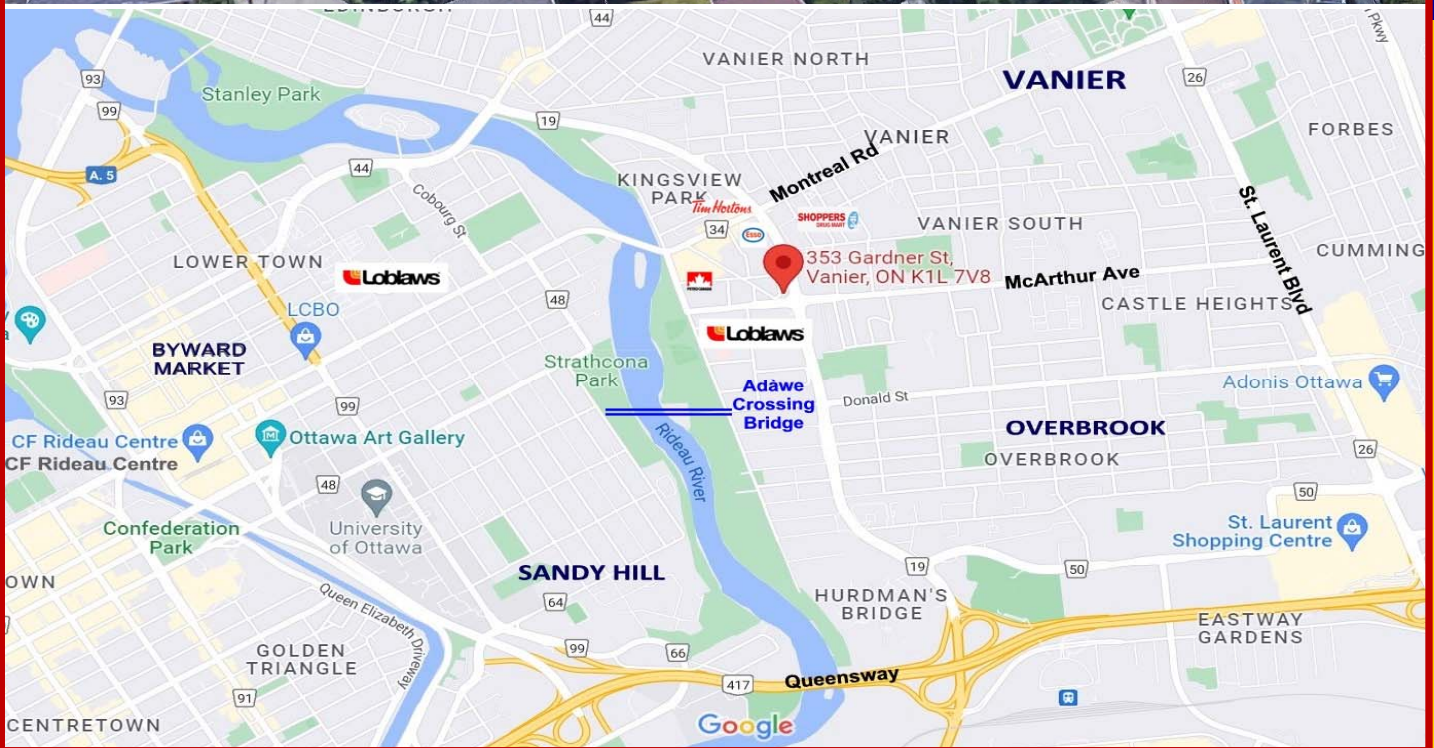 44
VANIER NORTH
VANIER
93
26
Stanley Park
99
19
FORBES
VANIER
Montreal Rd
44
A. 5
KINGSVIEW
PARK
Cobourg St
Tim Hortons
SHOPPERS
DRUG MART
St. Laurent Blvd
VANIER SOUTH
34
Esso
CUMMING
LOWER TOWN
353 Gardner St,
Vanier, ON K1L 7V8
McArthur Ave
Loblaws
CASTLE HEIGHTS
48
LCBO
Loblaws
BYWARD
MARKET
Strathcona
Park
Adàwe
Crossing
Bridge
Adonis Ottawa
93
99
Donald St
CF Rideau Centre
CF Rideau Centre
Ottawa Art Gallery
Rideau River
OVERBROOK
OVERBROOK
26
48
50
Confederation
Park
University
of Ottawa
St. Laurent
Shopping Centre
OWN
SANDY HILL
19
50
64
HURDMAN'S
BRIDGE
Queen Elizabeth Driveway
EASTWAY
GARDENS
GOLDEN
TRIANGLE
99
66
Queensway
417
91
CENTRETOWN
Google